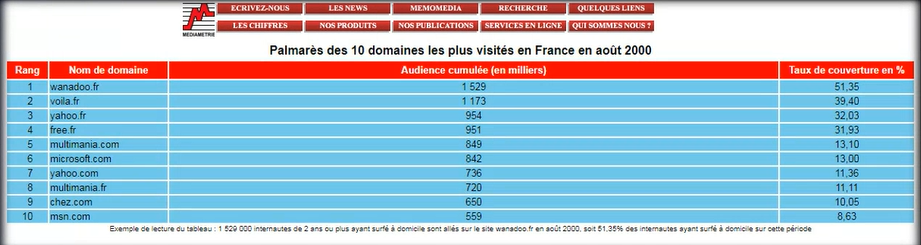 ECRIVEZ-NOUS LES NEWS MEMOMEDIA RECHERCHE QUELQUES LIENS
MEDIAMETRIE LES CHIFFRES NOS PRODUITS NOS PUBLICATIONS SERVICES EN LIGNE QUI SOMMES NOUS ?
Palmarès des 10 domaines les plus visités en France en août 2000
Rang Nom de domaine Audience cumulée (en milliers) Taux de couverture en %
1 wanadoo.fr 1 529 51,35
2 voila.fr 1 173 39,40
3 yahoo.fr 954 32,03
4 free.fr 951 31,93
5 multimania.com 849 13,10
6 microsoft.com 842 13,00
7 yahoo.com 736 11,36
8 multimania.fr 720 11,11
9 chez.com 650 10,05
10 msn.com 559 8,63
Exemple de lecture du tableau : 1 529 000 internautes de 2 ans ou plus ayant surfé à domicile sont allés sur le site wanadoo.fr en août 2000, soit 51,35% des internautes ayant surfé à domicile sur cette période